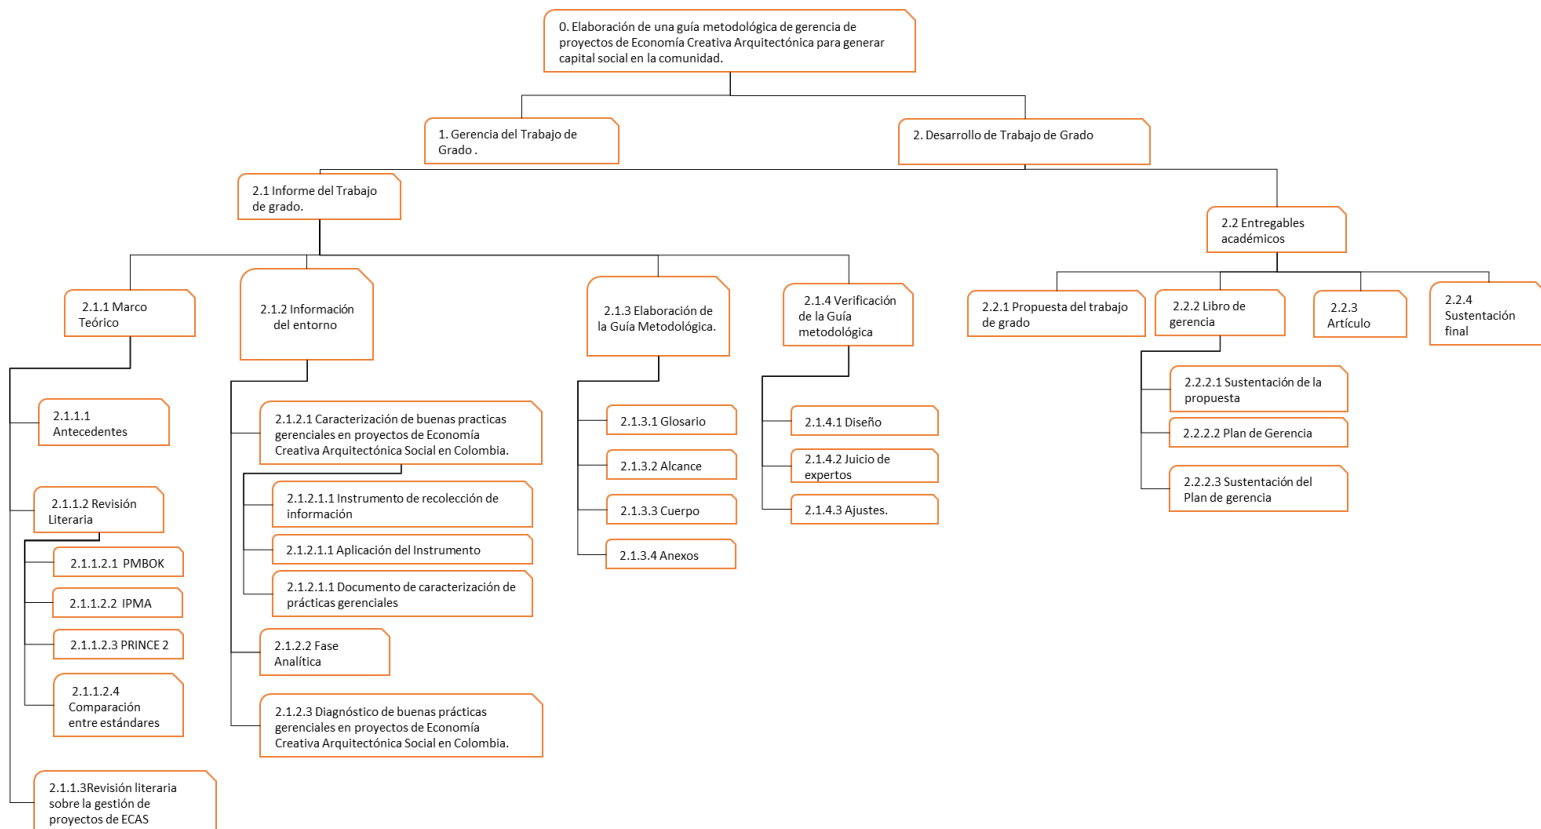 0. Elaboración de una guía metodológica de gerencia de
proyectos de Economía Creativa Arquitectónica para generar
capital social en la comunidad.
1. Gerencia del Trabajo de
Grado .
2. Desarrollo de Trabajo de Grado
2.1 Informe del Trabajo
de grado.
2.2 Entregables
académicos
2.1.1 Marco
Teórico
2.1.2 Información
del entorno
2.1.3 Elaboración de
la Guía Metodológica.
2.1.4 Verificación
de la Guía
metodológica
2.2.1 Propuesta del trabajo
de grado
2.2.2 Libro de
gerencia
2.2.3
Artículo
2.2.4
Sustentación
final
2.1.1.1
Antecedentes
2.1.1.2 Revisión
Literaria
2.1.1.2.1 PMBOK
2.1.1.2.2 IPMA
2.1.1.2.3 PRINCE 2
2.1.1.2.4
Comparación
entre estándares
2.1.1.3Revisión literaria
sobre la gestión de
proyectos de ECAS
2.1.2.1 Caracterización de buenas practicas
gerenciales en proyectos de Economía
Creativa Arquitectónica Social en Colombia.
2.1.2.1.1 Instrumento de recolección de
información
2.1.2.1.1 Aplicación del Instrumento
2.1.2.1.1 Documento de caracterización de
prácticas gerenciales
2.1.2.2 Fase
Analítica
2.1.2.3 Diagnóstico de buenas prácticas
gerenciales en proyectos de Economía
Creativa Arquitectónica Social en Colombia.
2.1.3.1 Glosario
2.1.3.2 Alcance
2.1.3.3 Cuerpo
2.1.3.4 Anexos
2.1.4.1 Diseño
2.1.4.2 Juicio de
expertos
2.1.4.3 Ajustes.
2.2.2.1 Sustentación de la
propuesta
2.2.2.2 Plan de Gerencia
2.2.2.3 Sustentación del
Plan de gerencia